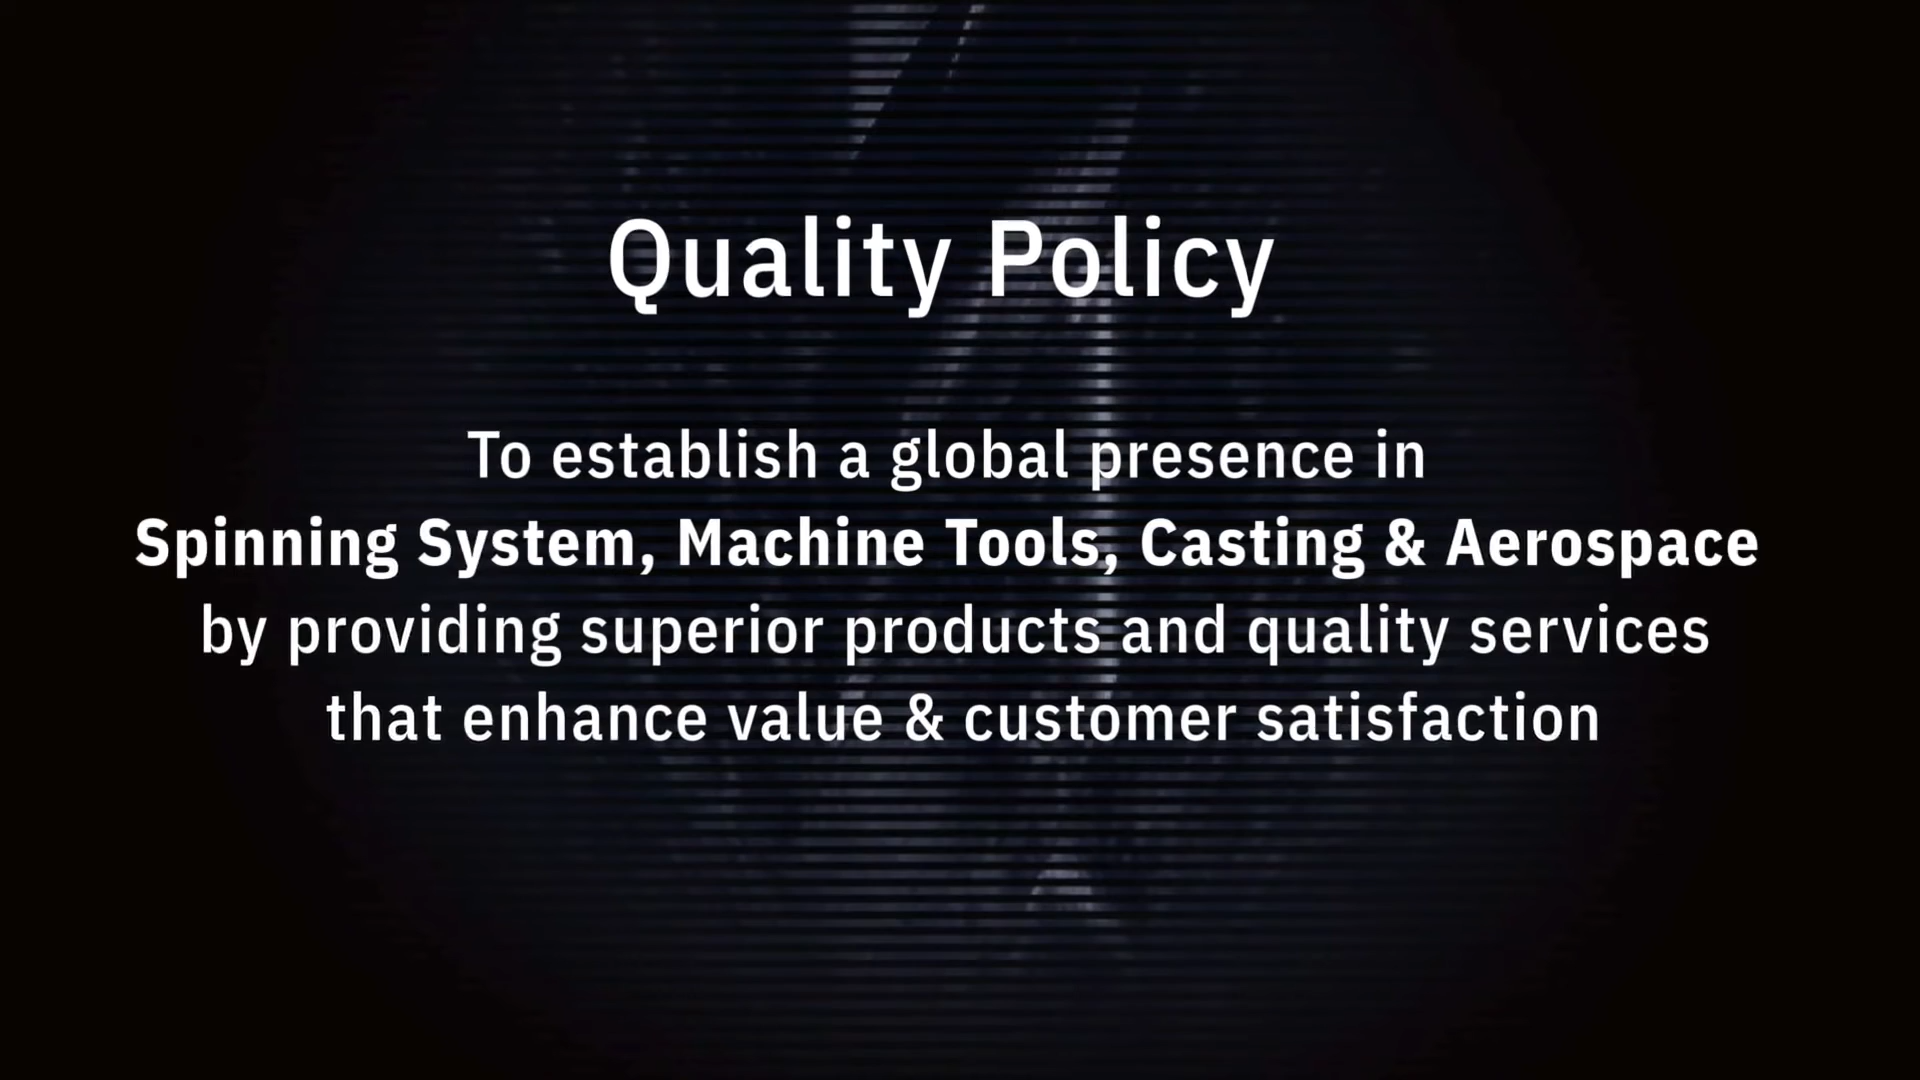 Quality Policy
To establish a global presence in
Spinning System, Machine Tools, Casting & Aerospace
by providing superior products and quality services
that enhance value & customer satisfaction